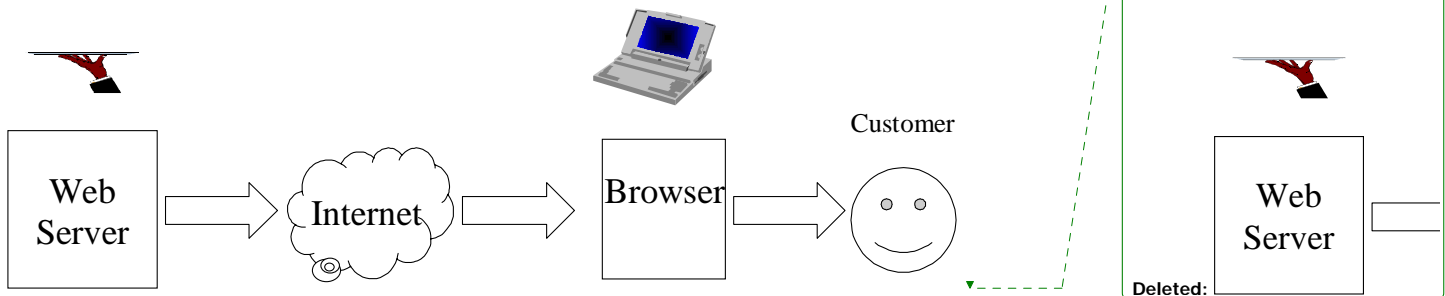 Customer
Web
Server
Internet
Browser
Web
Server
Deleted: